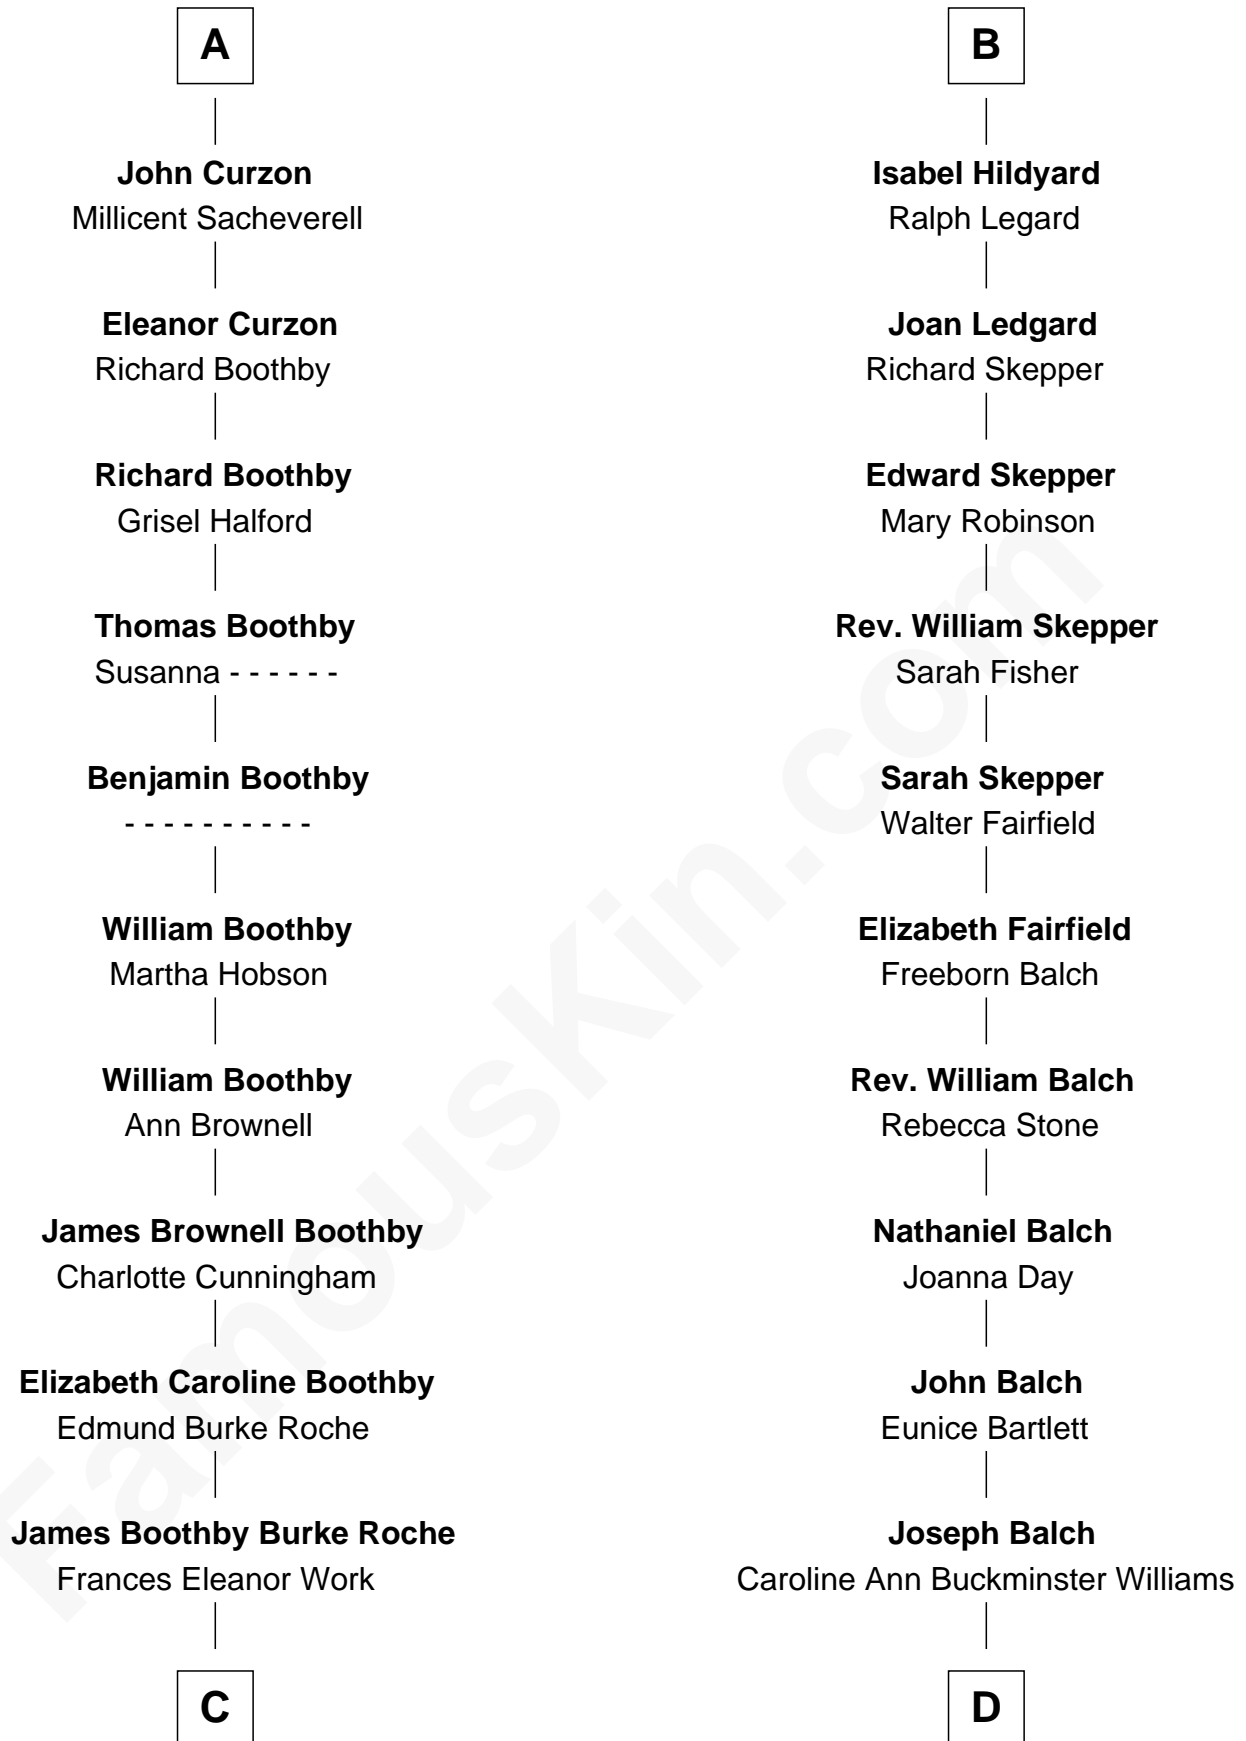 A
John Curzon
Millicent Sacheverell
Eleanor Curzon
Richard Boothby
Richard Boothby
Grisel Halford
Thomas Boothby
Susanna - - - - - -
Benjamin Boothby
- - - - - - - - - -
William Boothby
Martha Hobson
William Boothby
Ann Brownell
James Brownell Boothby
Charlotte Cunningham
Elizabeth Caroline Boothby
Edmund Burke Roche
James Boothby Burke Roche
Frances Eleanor Work
C
B
Isabel Hildyard
Ralph Legard
Joan Ledgard
Richard Skepper
Edward Skepper
Mary Robinson
Rev. William Skepper
Sarah Fisher
Sarah Skepper
Walter Fairfield
Elizabeth Fairfield
Freeborn Balch
Rev. William Balch
Rebecca Stone
Nathaniel Balch
Joanna Day
John Balch
Eunice Bartlett
Joseph Balch
Caroline Ann Buckminster Williams
D
FamousKin.com